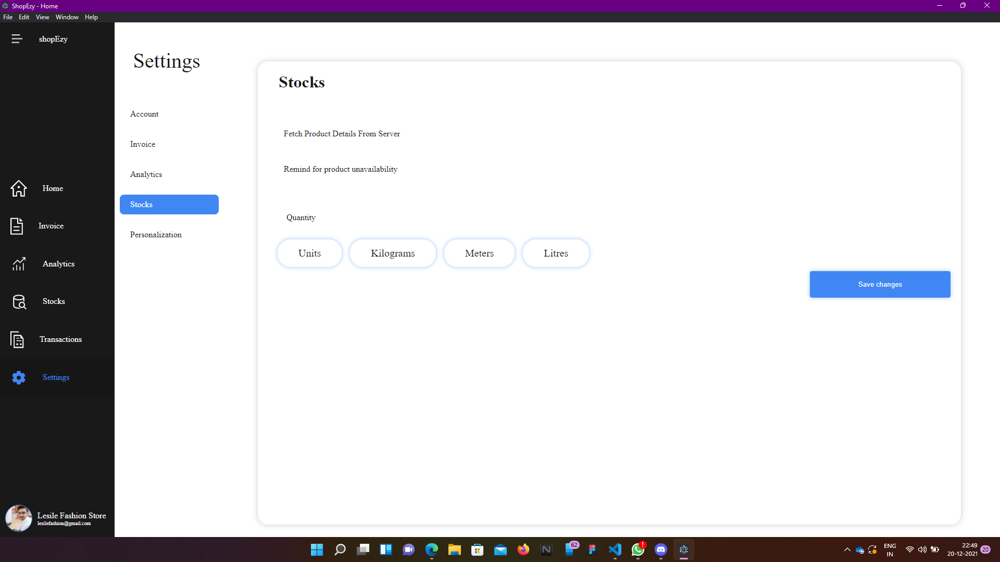 ShopEzy - Home
File Edit View Window Help
shopEzy
Home
Invoice
Analytics
Stocks
Transactions
Settings
Lesile Fashion Store
lesilefashion@gmail.com
Settings
Account
Invoice
Analytics
Stocks
Personalization
Stocks
Fetch Product Details From Server
Remind for product unavailability
Quantity
Units Kilograms Meters Litres
Save changes
62
!
N
ENG
IN
22:49
20-12-2021
20